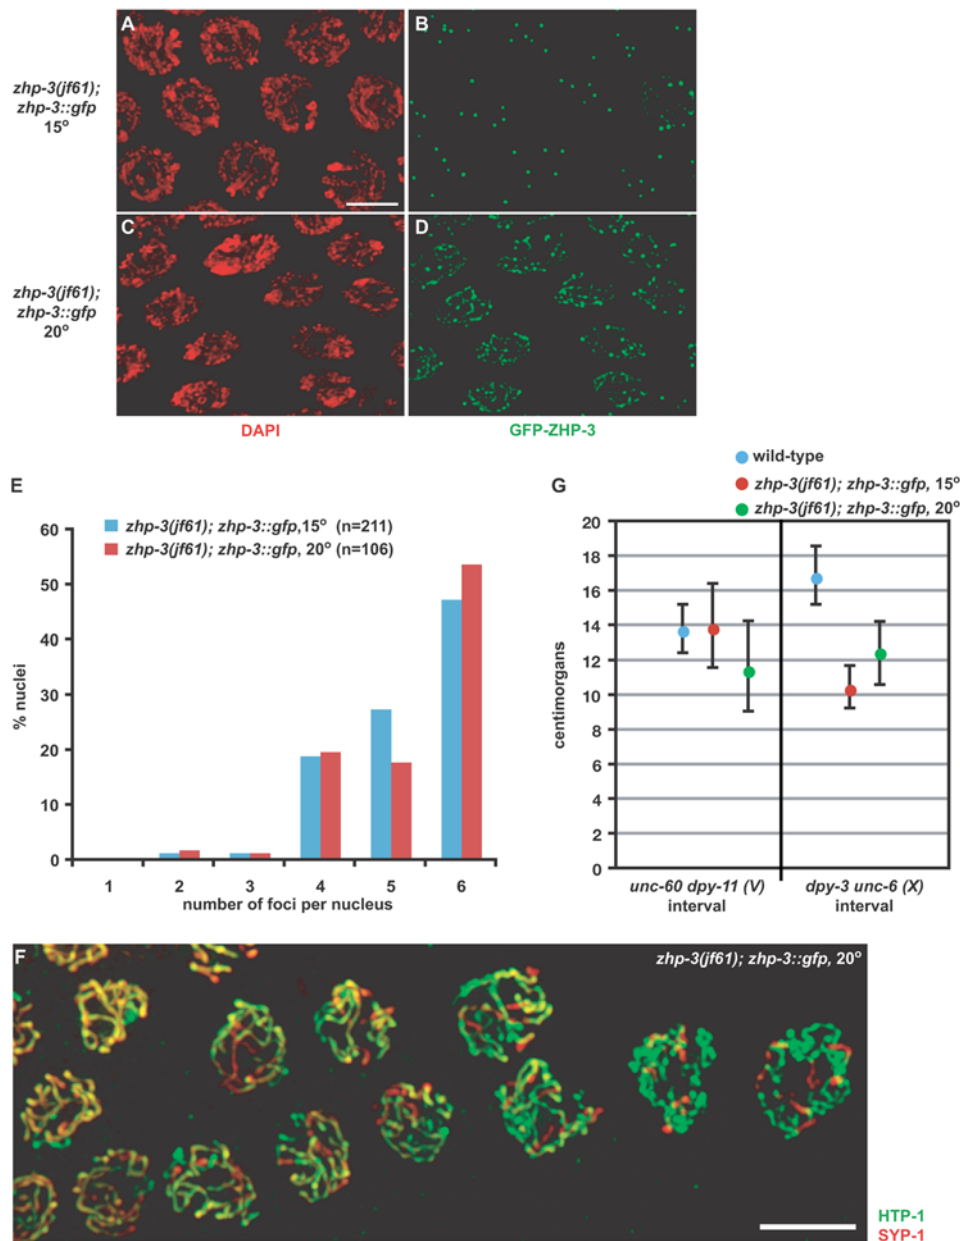 A
B
zhp-3(jf61);
zhp-3::gfp
15°
C
D
zhp-3(jf61);
zhp-3::gfp
20°
DAPI
GFP-ZHP-3
E
zhp-3(jf61); zhp-3::gfp,15° (n=211)
zhp-3(jf61); zhp-3::gfp, 20° (n=106)
% nuclei
60
50
40
30
20
10
0
1 2 3 4 5 6
number of foci per nucleus
wild-type
G
zhp-3(jf61); zhp-3::gfp, 15°
zhp-3(jf61); zhp-3::gfp, 20°
centimorgans
20
18
16
14
12
10
8
6
4
2
0
unc-60 dpy-11 (V)
interval
dpy-3 unc-6 (X)
interval
F
zhp-3(jf61); zhp-3::gfp, 20°
HTP-1
SYP-1